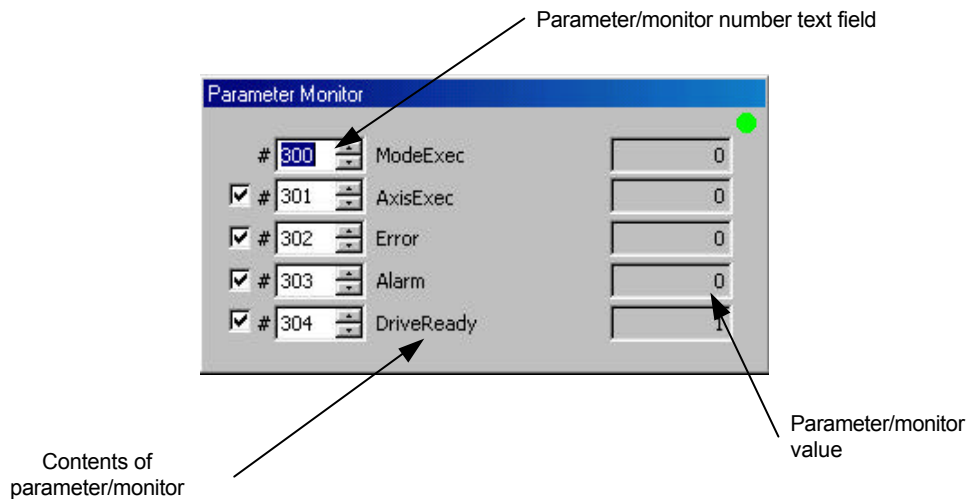 Parameter/monitor number text field
Parameter Monitor
# 300 ModeExec 0
# 301 AxisExec 0
# 302 Error 0
# 303 Alarm 0
# 304 DriveReady 1
Parameter/monitor
value
Contents of
parameter/monitor